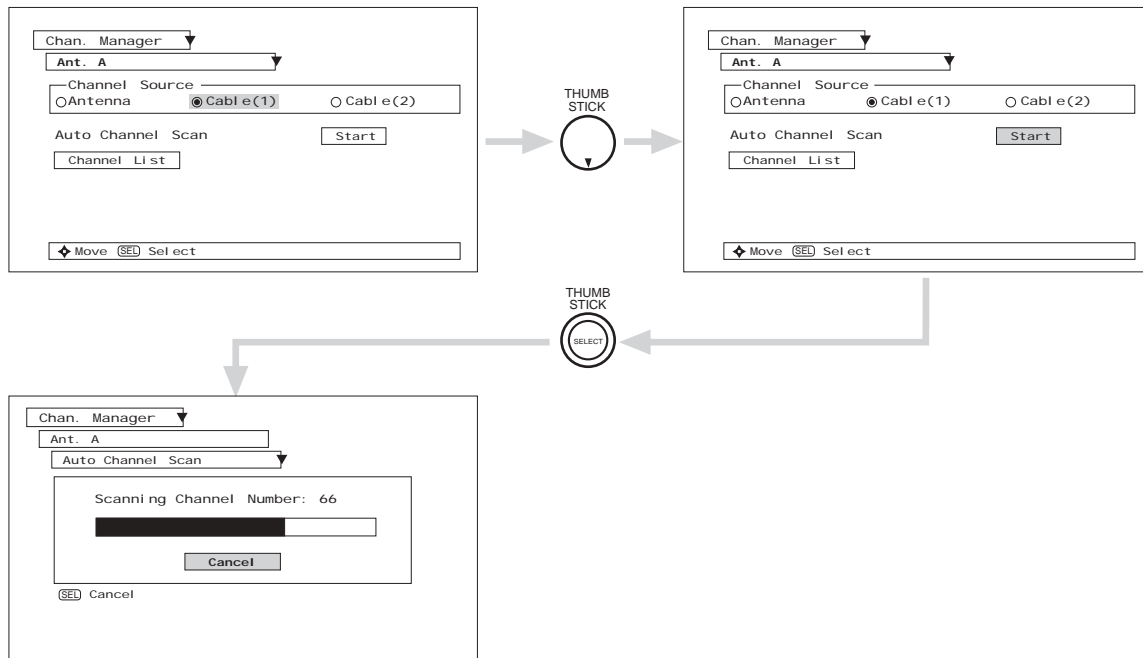 Chan. Manager
Ant. A
Channel Source
Antenna Cable(1) Cable(2)
Auto Channel Scan Start
Channel List
Move SEL Select
THUMB
STICK
Chan. Manager
Ant. A
Channel Source
Antenna Cable(1) Cable(2)
Auto Channel Scan Start
Channel List
Move SEL Select
THUMB
STICK
SELECT
Chan. Manager
Ant. A
Auto Channel Scan
Scanning Channel Number: 66
Cancel
SEL Cancel